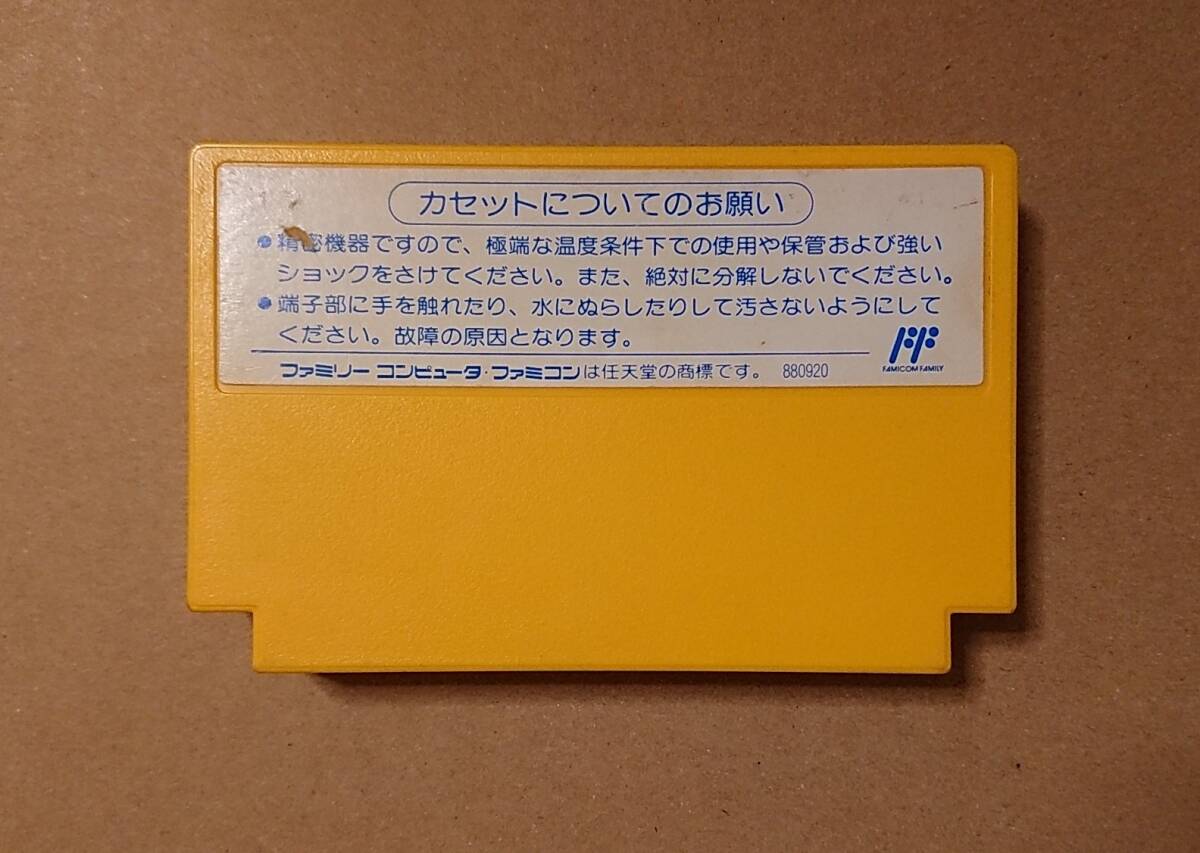 カセットについてのお願い
●精密機器ですので、極端な温度条件下での使用や保管および強い
ショックをさけてください。また、絶対に分解しないでください。
●端子部に手を触れたり、水にぬらしたりして汚さないようにして
ください。故障の原因となります。
FF
FAMICOM FAMILY
ファミリー コンピュータ・ファミコンは任天堂の商標です。 880920